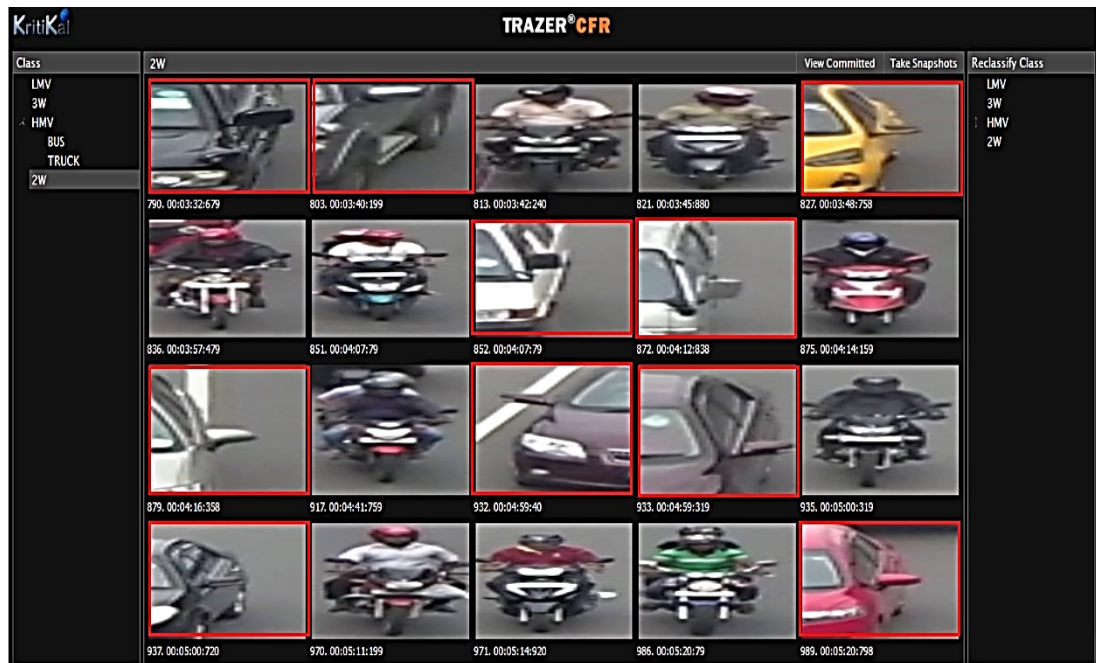 KritiKal
TRAZER®CFR
Class
2W
View Committed
Take Snapshots
Reclassify Class
LMV
3W
HMV
BUS
TRUCK
2W
LMV
3W
HMV
2W
790. 00:03:32:679
803. 00:03:40:199
813. 00:03:42:240
821. 00:03:45:880
827. 00:03:48:758
836. 00:03:57:479
851. 00:04:07:79
852. 00:04:07:79
872. 00:04:12:838
875. 00:04:14:159
879. 00:04:16:358
917. 00:04:41:759
932. 00:04:59:40
933. 00:04:59:319
935. 00:05:00:319
937. 00:05:00:720
970. 00:05:11:199
971. 00:05:14:920
986. 00:05:20:79
989. 00:05:20:798